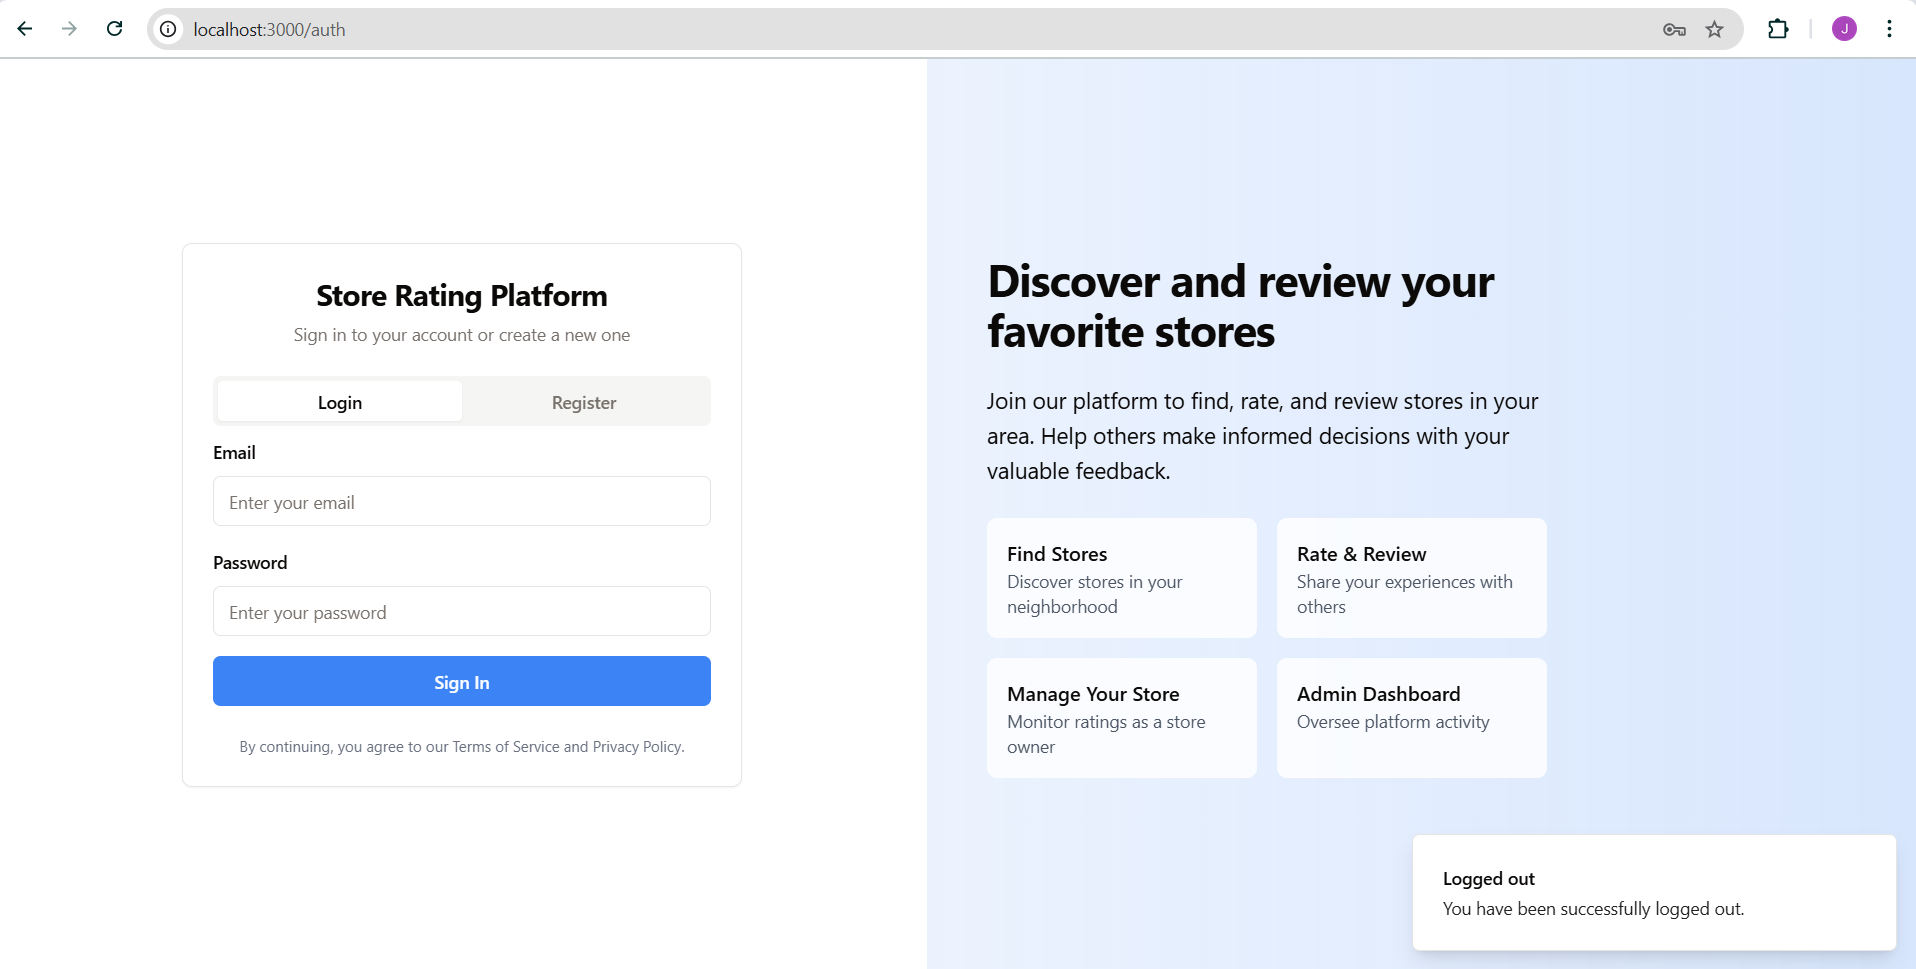 localhost:3000/auth
J
Store Rating Platform
Sign in to your account or create a new one
Login
Register
Email
Enter your email
Password
Enter your password
Sign In
By continuing, you agree to our Terms of Service and Privacy Policy.
Discover and review your
favorite stores
Join our platform to find, rate, and review stores in your
area. Help others make informed decisions with your
valuable feedback.
Find Stores
Discover stores in your
neighborhood
Rate & Review
Share your experiences with
others
Manage Your Store
Monitor ratings as a store
owner
Admin Dashboard
Oversee platform activity
Logged out
You have been successfully logged out.